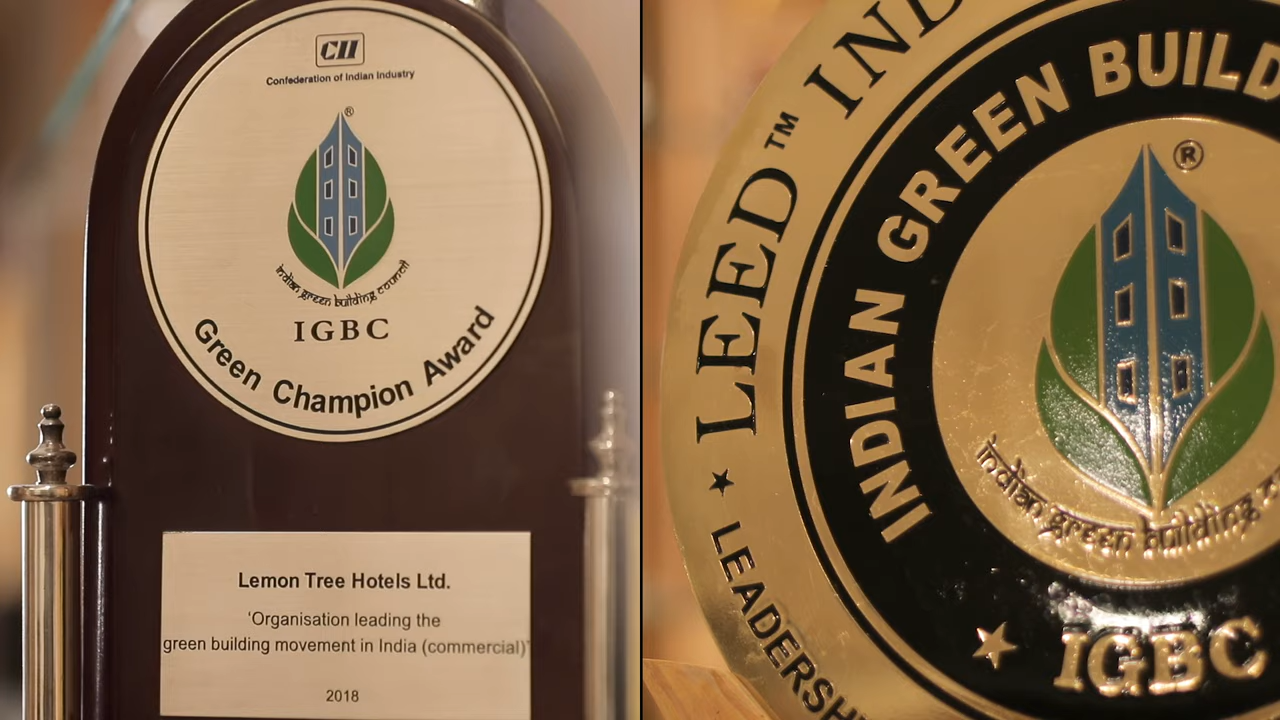 CII
Confederation of Indian Industry
®
indian green building council
IGBC
Green Champion Award
Lemon Tree Hotels Ltd.
‘Organisation leading the
green building movement in India (commercial)’
2018
LEED™ IND
INDIAN GREEN BUILD
®
indian green building
IGBC
LEADERSH